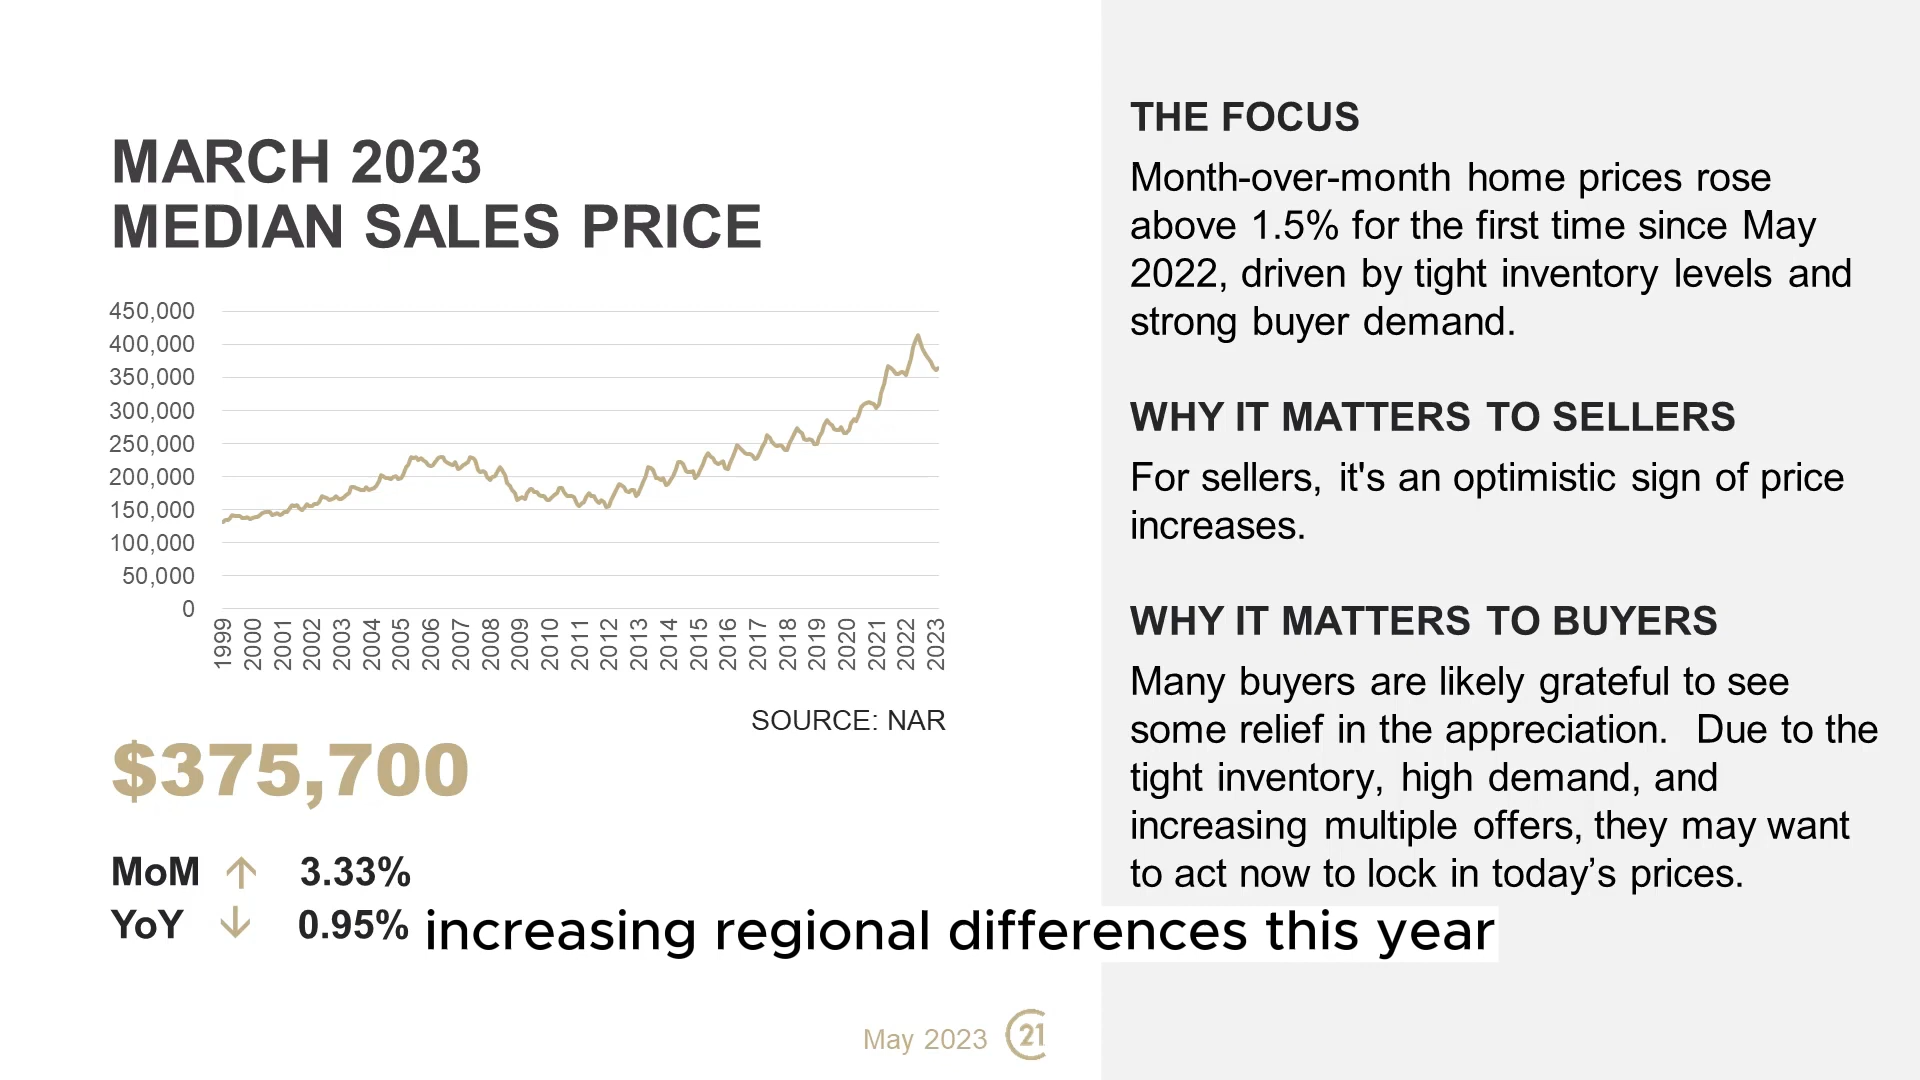 MARCH 2023
MEDIAN SALES PRICE
450,000
400,000
350,000
300,000
250,000
200,000
150,000
100,000
50,000
0
1999
2000
2001
2002
2003
2004
2005
2006
2007
2008
2009
2010
2011
2012
2013
2014
2015
2016
2017
2018
2019
2020
2021
2022
2023
SOURCE: NAR
$375,700
MoM ↑ 3.33%
YoY ↓ 0.95%
THE FOCUS
Month-over-month home prices rose
above 1.5% for the first time since May
2022, driven by tight inventory levels and
strong buyer demand.
WHY IT MATTERS TO SELLERS
For sellers, it's an optimistic sign of price
increases.
WHY IT MATTERS TO BUYERS
Many buyers are likely grateful to see
some relief in the appreciation. Due to the
tight inventory, high demand, and
increasing multiple offers, they may want
to act now to lock in today’s prices.
increasing regional differences this year
May 2023
C21